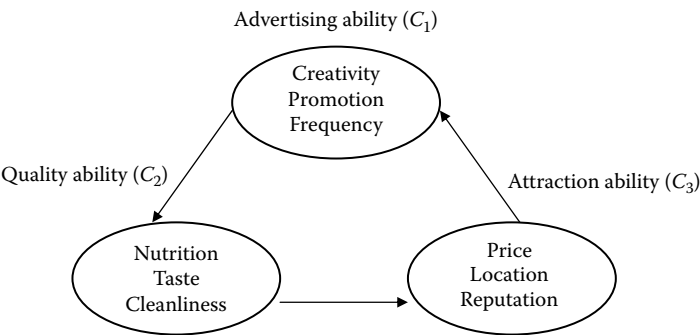 Advertising ability (C1)
Creativity
Promotion
Frequency
Quality ability (C2)
Attraction ability (C3)
Nutrition
Taste
Cleanliness
Price
Location
Reputation